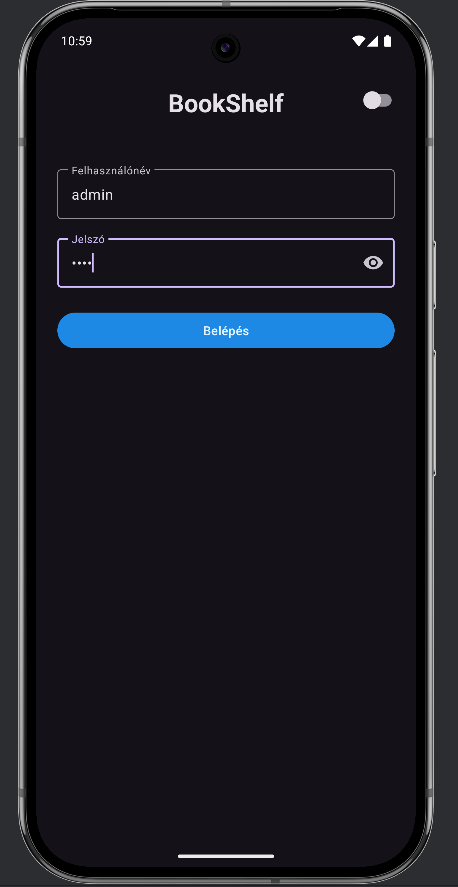 10:59
BookShelf
Felhasználónév
admin
Jelszó
••••
Belépés